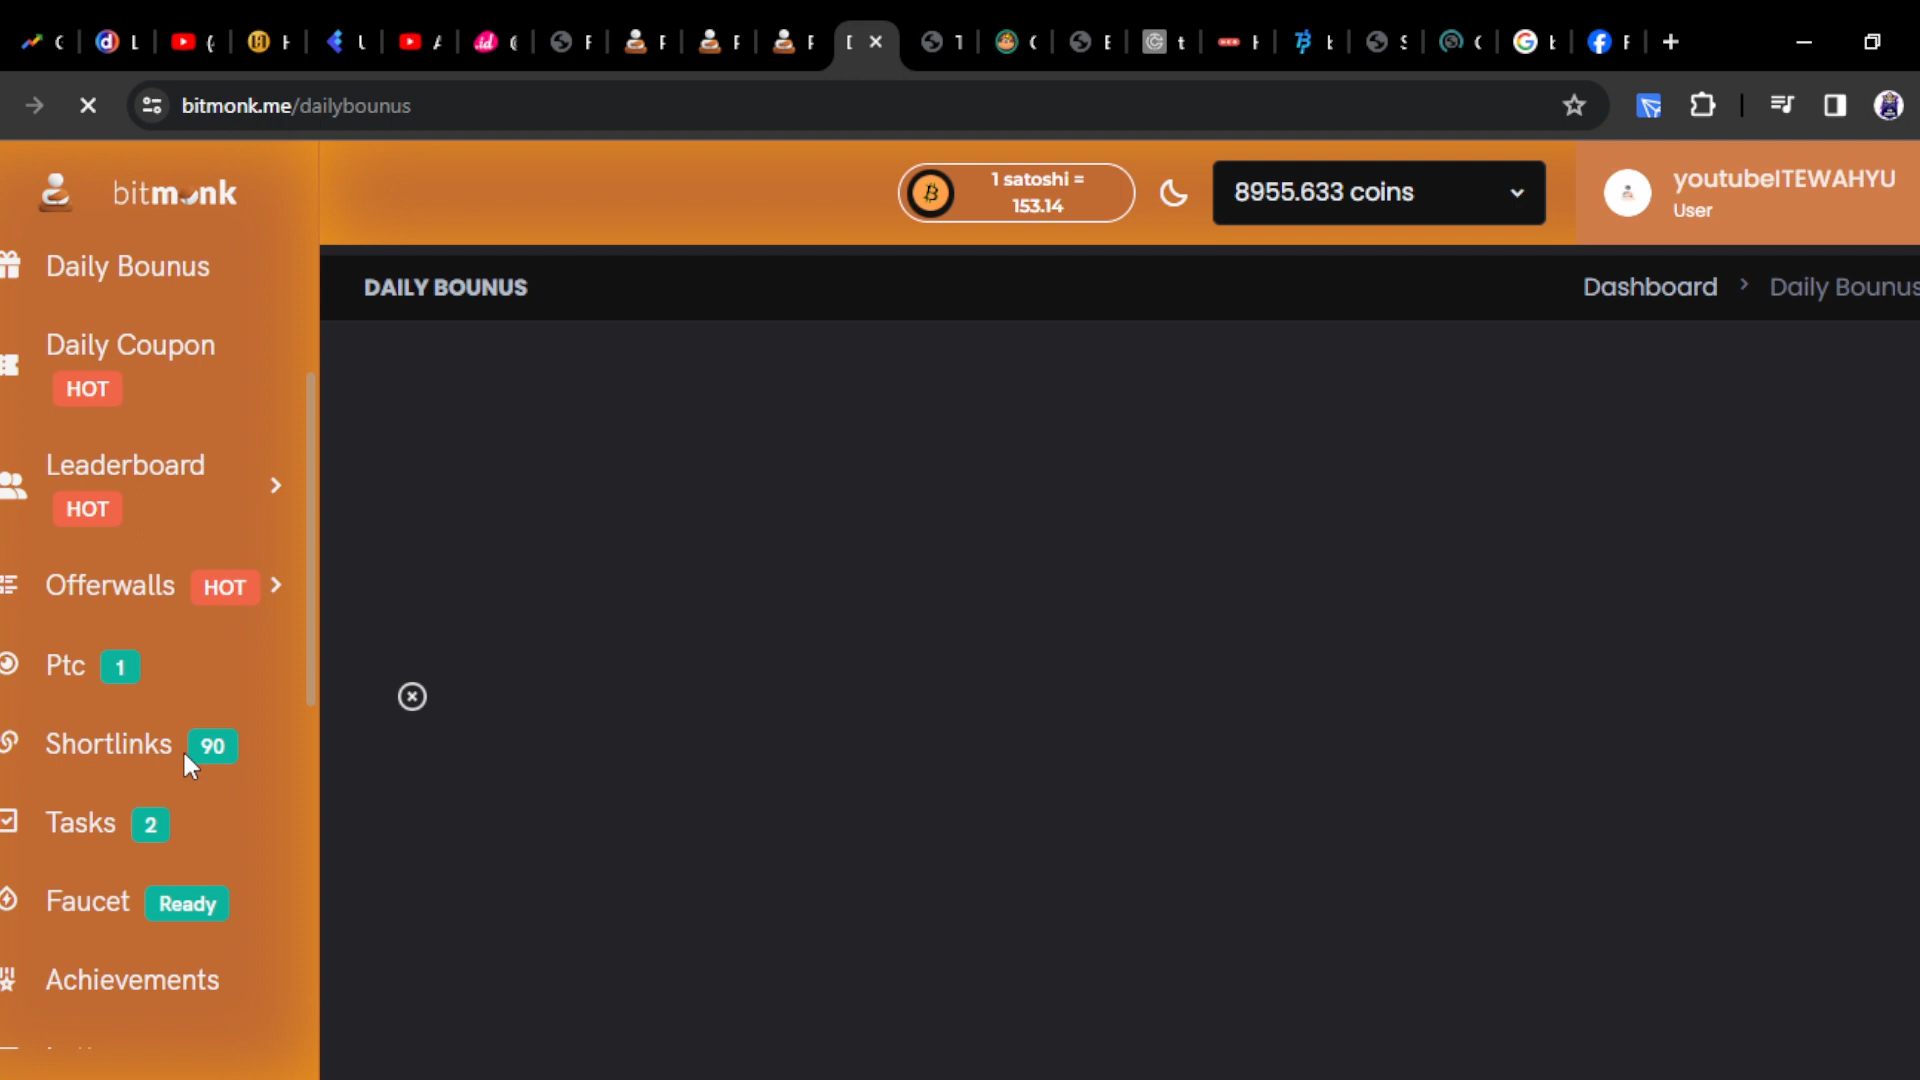 bitmonk.me/dailybounus
bitmonk
1 satoshi =
153.14
8955.633 coins
youtubeITEWAHYU
User
Daily Bounus
DAILY BOUNUS
Dashboard > Daily Bounus
Daily Coupon
HOT
Leaderboard
HOT
Offerwalls HOT
Ptc 1
Shortlinks 90
Tasks 2
Faucet Ready
Achievements